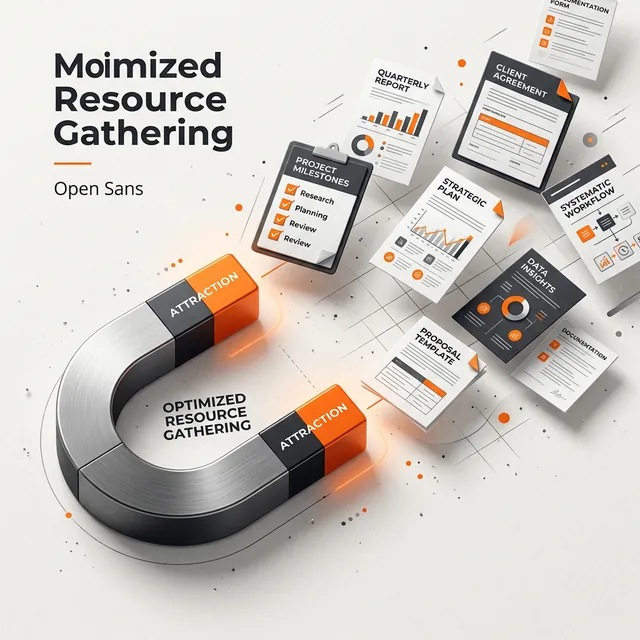 Moimized
Resource
Gathering
Open Sans
QUARTERLY
REPORT
CLIENT
AGREEMENT
FORM
PROJECT
MILESTONES
Research
Planning
Review
Review
STRATEGIC
PLAN
SYSTEMATIC
WORKFLOW
DATA
INSIGHTS
DOCUMENTATION
PROPOSAL
TEMPLATE
ATTRACTION
OPTIMIZED
RESOURCE
GATHERING
ATTRACTION